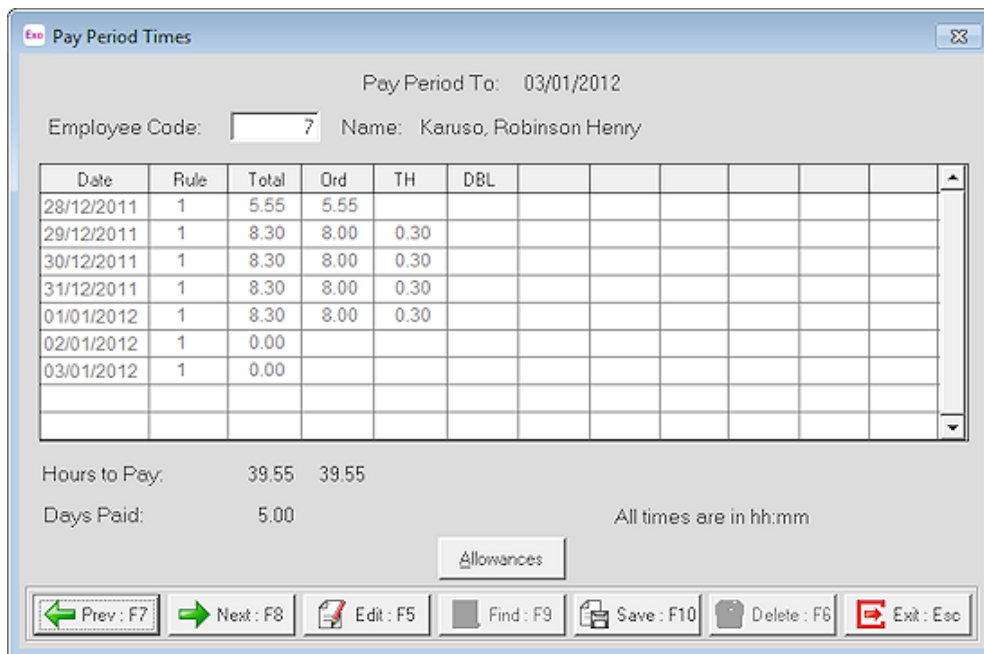 Exo Pay Period Times
Pay Period To: 03/01/2012
Employee Code: 7 Name: Karuso, Robinson Henry
Date Rule Total Ord TH DBL
28/12/2011 1 5.55 5.55
29/12/2011 1 8.30 8.00 0.30
30/12/2011 1 8.30 8.00 0.30
31/12/2011 1 8.30 8.00 0.30
01/01/2012 1 8.30 8.00 0.30
02/01/2012 1 0.00
03/01/2012 1 0.00
Hours to Pay: 39.55 39.55
Days Paid: 5.00 All times are in hh:mm
Allowances
Prev : F7 Next : F8 Edit : F5 Find : F9 Save : F10 Delete : F6 Exit : Esc